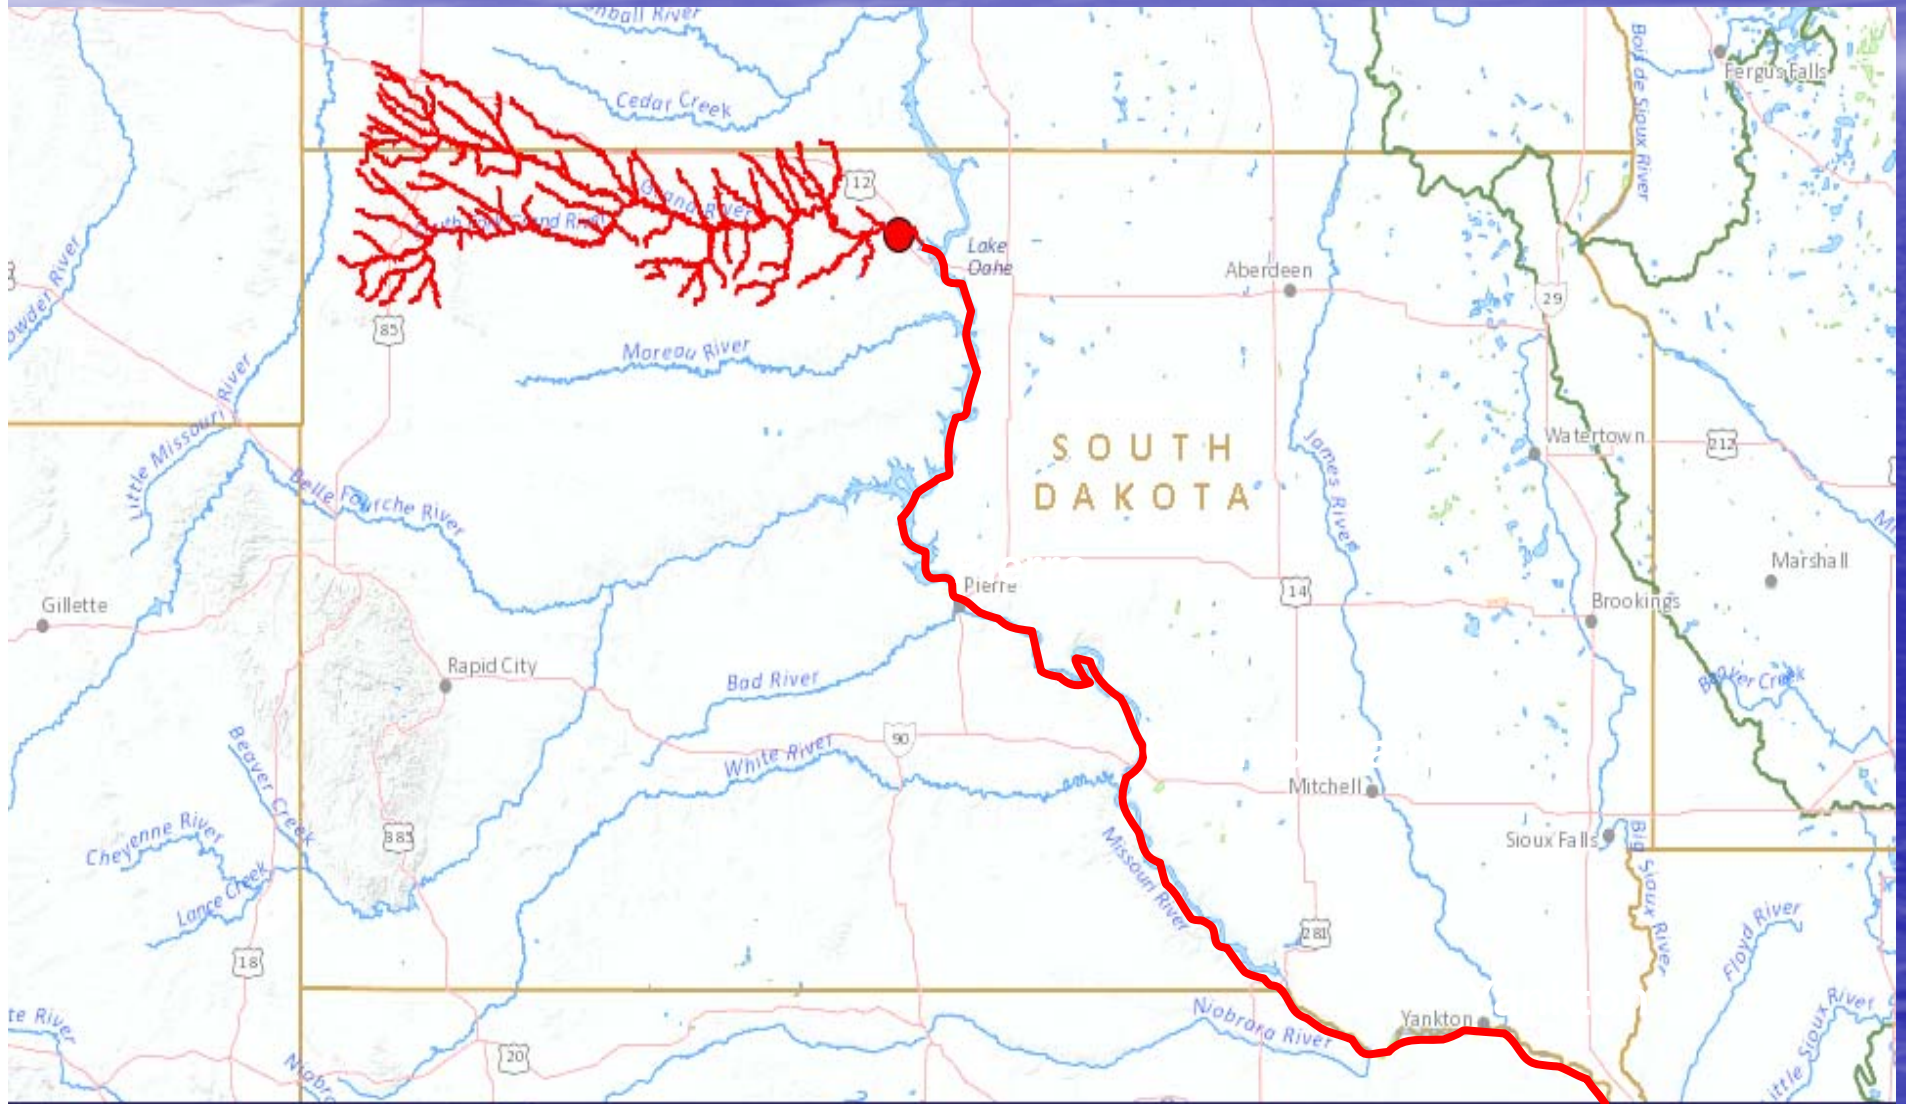 Cedar Creek
Bois de Sioux River
Fergus Falls
12
Grand River
Lake
Oahe
Aberdeen
29
85
Moreau River
Little Missouri River
SOUTH
DAKOTA
James River
Watertown
212
Belle Fourche River
Marshall
Pierre
14
Brookings
Gillette
Rapid City
Bad River
90
White River
Beaver Creek
Mitchell
Sioux Falls
Big Sioux River
385
Cheyenne River
Lance Creek
Missouri River
281
Floyd River
18
Niobrara River
Yankton
Little Sioux River
20